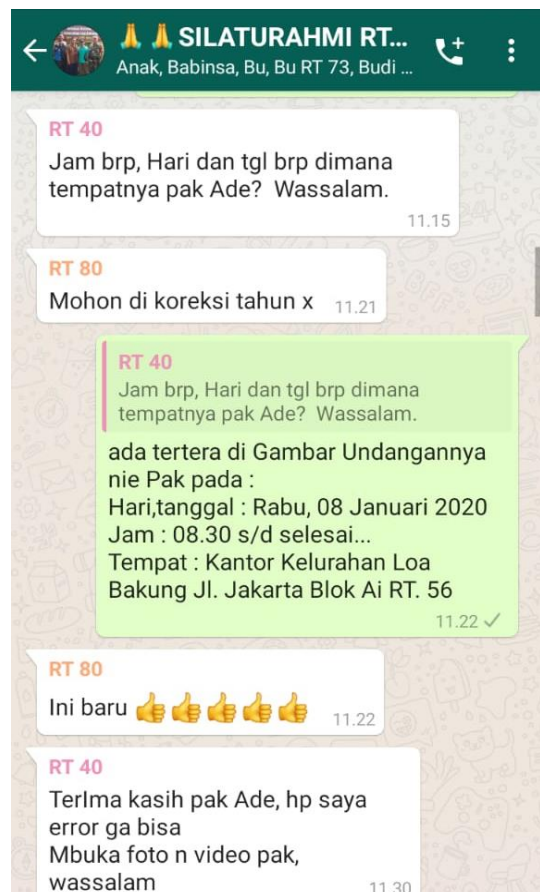 🙏🙏 SILATURAHMI RT...
Anak, Babinsa, Bu, Bu RT 73, Budi ...
RT 40
Jam brp, Hari dan tgl brp dimana
tempatnya pak Ade?  Wassalam.
11.15
RT 80
Mohon di koreksi tahun x
11.21
RT 40
Jam brp, Hari dan tgl brp dimana
tempatnya pak Ade?  Wassalam.
ada tertera di Gambar Undangannya
nie Pak pada :
Hari,tanggal : Rabu, 08 Januari 2020
Jam : 08.30 s/d selesai...
Tempat : Kantor Kelurahan Loa
Bakung Jl. Jakarta Blok Ai RT. 56
11.22 ✓
RT 80
Ini baru 👍👍👍👍👍
11.22
RT 40
TerIma kasih pak Ade, hp saya
error ga bisa
Mbuka foto n video pak,
wassalam
11.30